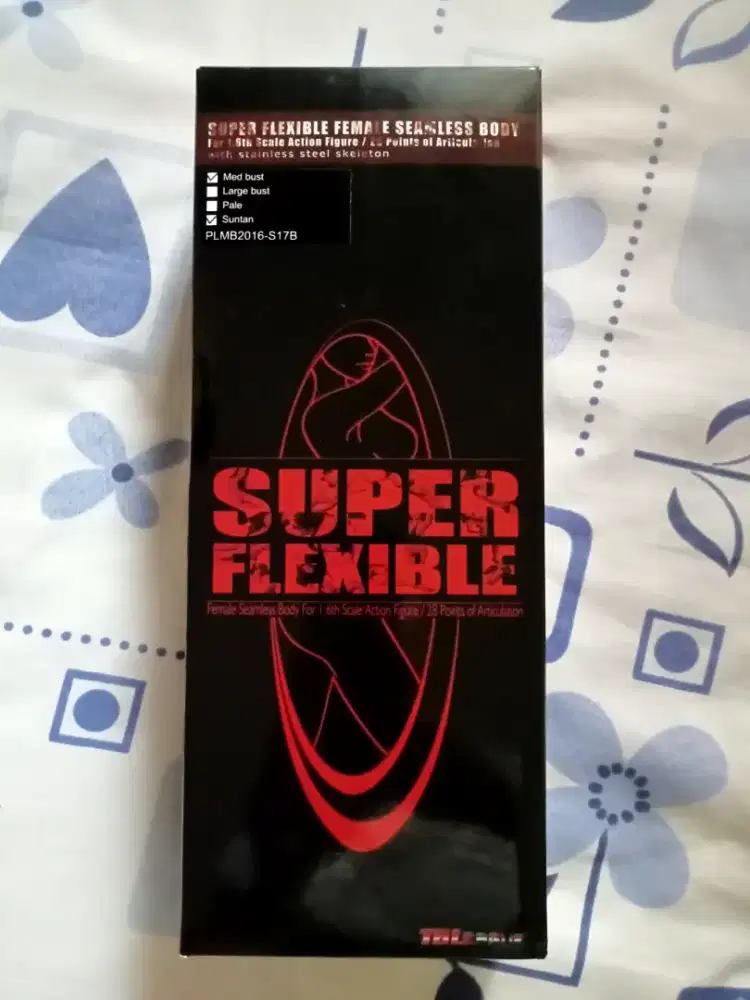 SUPER FLEXIBLE FEMALE SEAMLESS BODY
For 1/6th Scale Action Figure / 28 Points of Articulation
with stainless steel skeleton
Med bust
Large bust
Pale
Suntan
PLMB2016-S17B
SUPER
FLEXIBLE
Female Seamless Body For 1/6th Scale Action Figure / 28 Points of Articulation